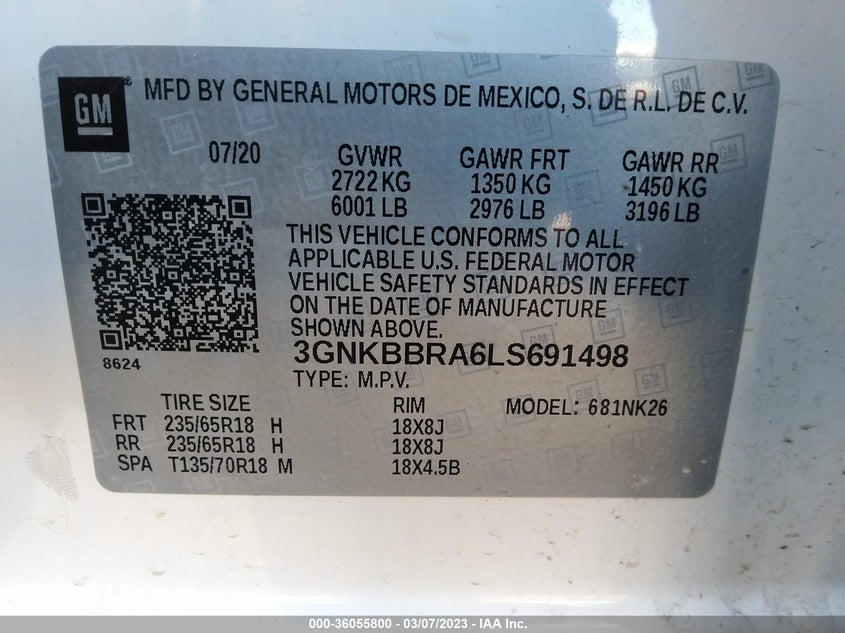 GM ® MFD BY GENERAL MOTORS DE MEXICO, S. DE R.L. DE C.V.
07/20 GVWR GAWR FRT GAWR RR
2722 KG 1350 KG 1450 KG
6001 LB 2976 LB 3196 LB
THIS VEHICLE CONFORMS TO ALL
APPLICABLE U.S. FEDERAL MOTOR
VEHICLE SAFETY STANDARDS IN EFFECT
ON THE DATE OF MANUFACTURE
SHOWN ABOVE.
8624
3GNKBBRA6LS691498
TYPE: M.P.V.
TIRE SIZE RIM MODEL: 681NK26
FRT 235/65R18 H 18X8J
RR 235/65R18 H 18X8J
SPA T135/70R18 M 18X4.5B
000-36055800 - 03/07/2023 - IAA Inc.